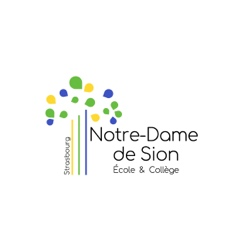 Strasbourg
Notre-Dame
de Sion
École & Collège